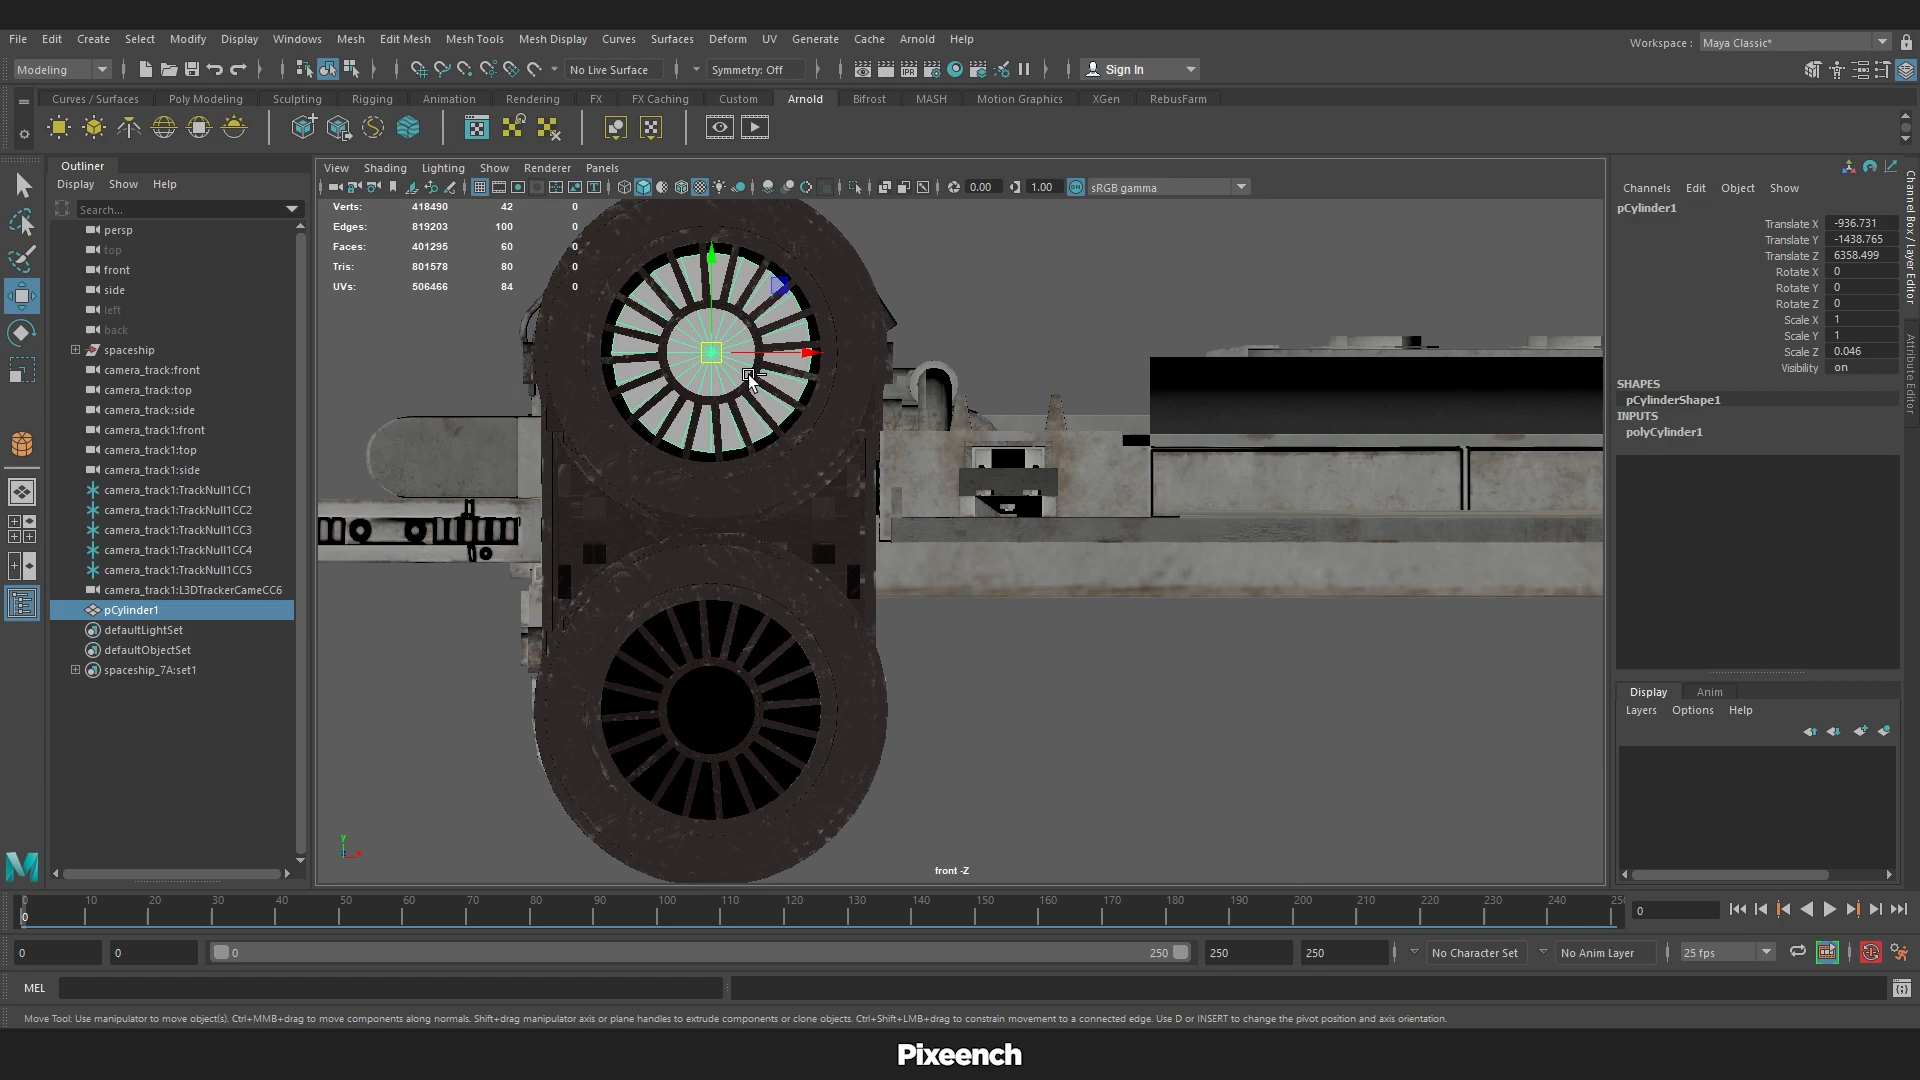 File Edit Create Select Modify Display Windows Mesh Edit Mesh Mesh Tools Mesh Display Curves Surfaces Deform UV Generate Cache Arnold Help
Workspace : Maya Classic*
Modeling No Live Surface Symmetry: Off Sign In
Curves / Surfaces Poly Modeling Sculpting Rigging Animation Rendering FX FX Caching Custom Arnold Bifrost MASH Motion Graphics XGen RebusFarm
Outliner
Display Show Help
Search...
persp
top
front
side
left
back
spaceship
camera_track:front
camera_track:top
camera_track:side
camera_track1:front
camera_track1:top
camera_track1:side
camera_track1:TrackNull1CC1
camera_track1:TrackNull1CC2
camera_track1:TrackNull1CC3
camera_track1:TrackNull1CC4
camera_track1:TrackNull1CC5
camera_track1:L3DTrackerCameCC6
pCylinder1
defaultLightSet
defaultObjectSet
spaceship_7A:set1
View Shading Lighting Show Renderer Panels
0.00 1.00 sRGB gamma
Verts: 418490 42 0
Edges: 819203 100 0
Faces: 401295 60 0
Tris: 801578 80 0
UVs: 506466 84 0
y
x
front -Z
Channels Edit Object Show
pCylinder1
Translate X -936.731
Translate Y -1438.765
Translate Z 6358.499
Rotate X 0
Rotate Y 0
Rotate Z 0
Scale X 1
Scale Y 1
Scale Z 0.046
Visibility on
SHAPES
pCylinderShape1
INPUTS
polyCylinder1
Channel Box / Layer Editor
Attribute Editor
Display Anim
Layers Options Help
0 10 20 30 40 50 60 70 80 90 100 110 120 130 140 150 160 170 180 190 200 210 220 230 240 250
0
0
0 0 0 250 250 250 No Character Set No Anim Layer 25 fps
MEL
Move Tool: Use manipulator to move object(s). Ctrl+MMB+drag to move components along normals. Shift+drag manipulator axis or plane handles to extrude components or clone objects. Ctrl+Shift+LMB+drag to constrain movement to a connected edge. Use D or INSERT to change the pivot position and axis orientation.
Pixeench